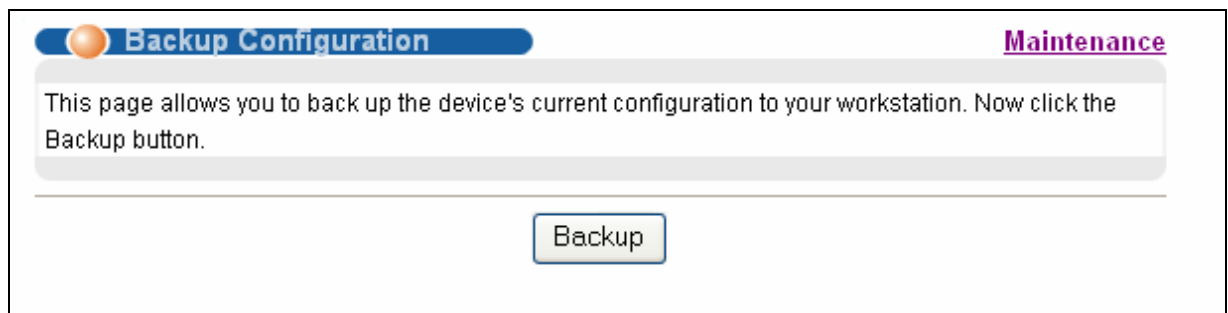 Backup Configuration
Maintenance
This page allows you to back up the device's current configuration to your workstation. Now click the
Backup button.
Backup